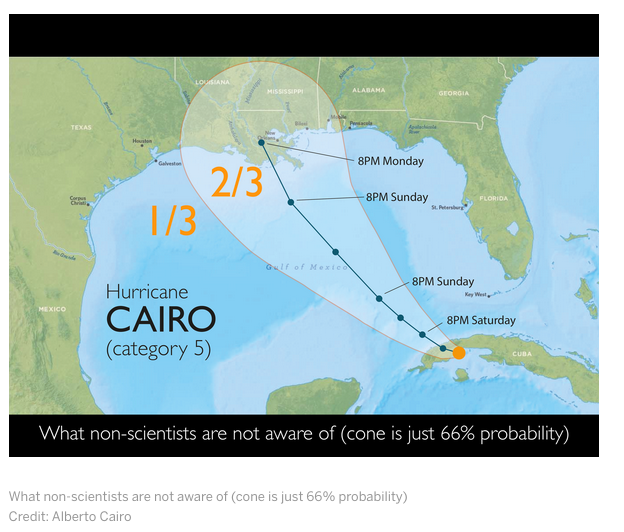 LOUISIANA
MISSISSIPPI
ALABAMA
GEORGIA
TEXAS
Houston
Galveston
Biloxi
Mobile
Pensacola
New
Orleans
Apalachicola
8PM Monday
2/3
8PM Sunday
FLORIDA
St. Petersburg
Corpus
Christi
1/3
Gulf of Mexico
8PM Sunday
Key West
Hurricane
CAIRO
(category 5)
MEXICO
8PM Saturday
CUBA
What non-scientists are not aware of (cone is just 66% probability)
What non-scientists are not aware of (cone is just 66% probability)
Credit: Alberto Cairo